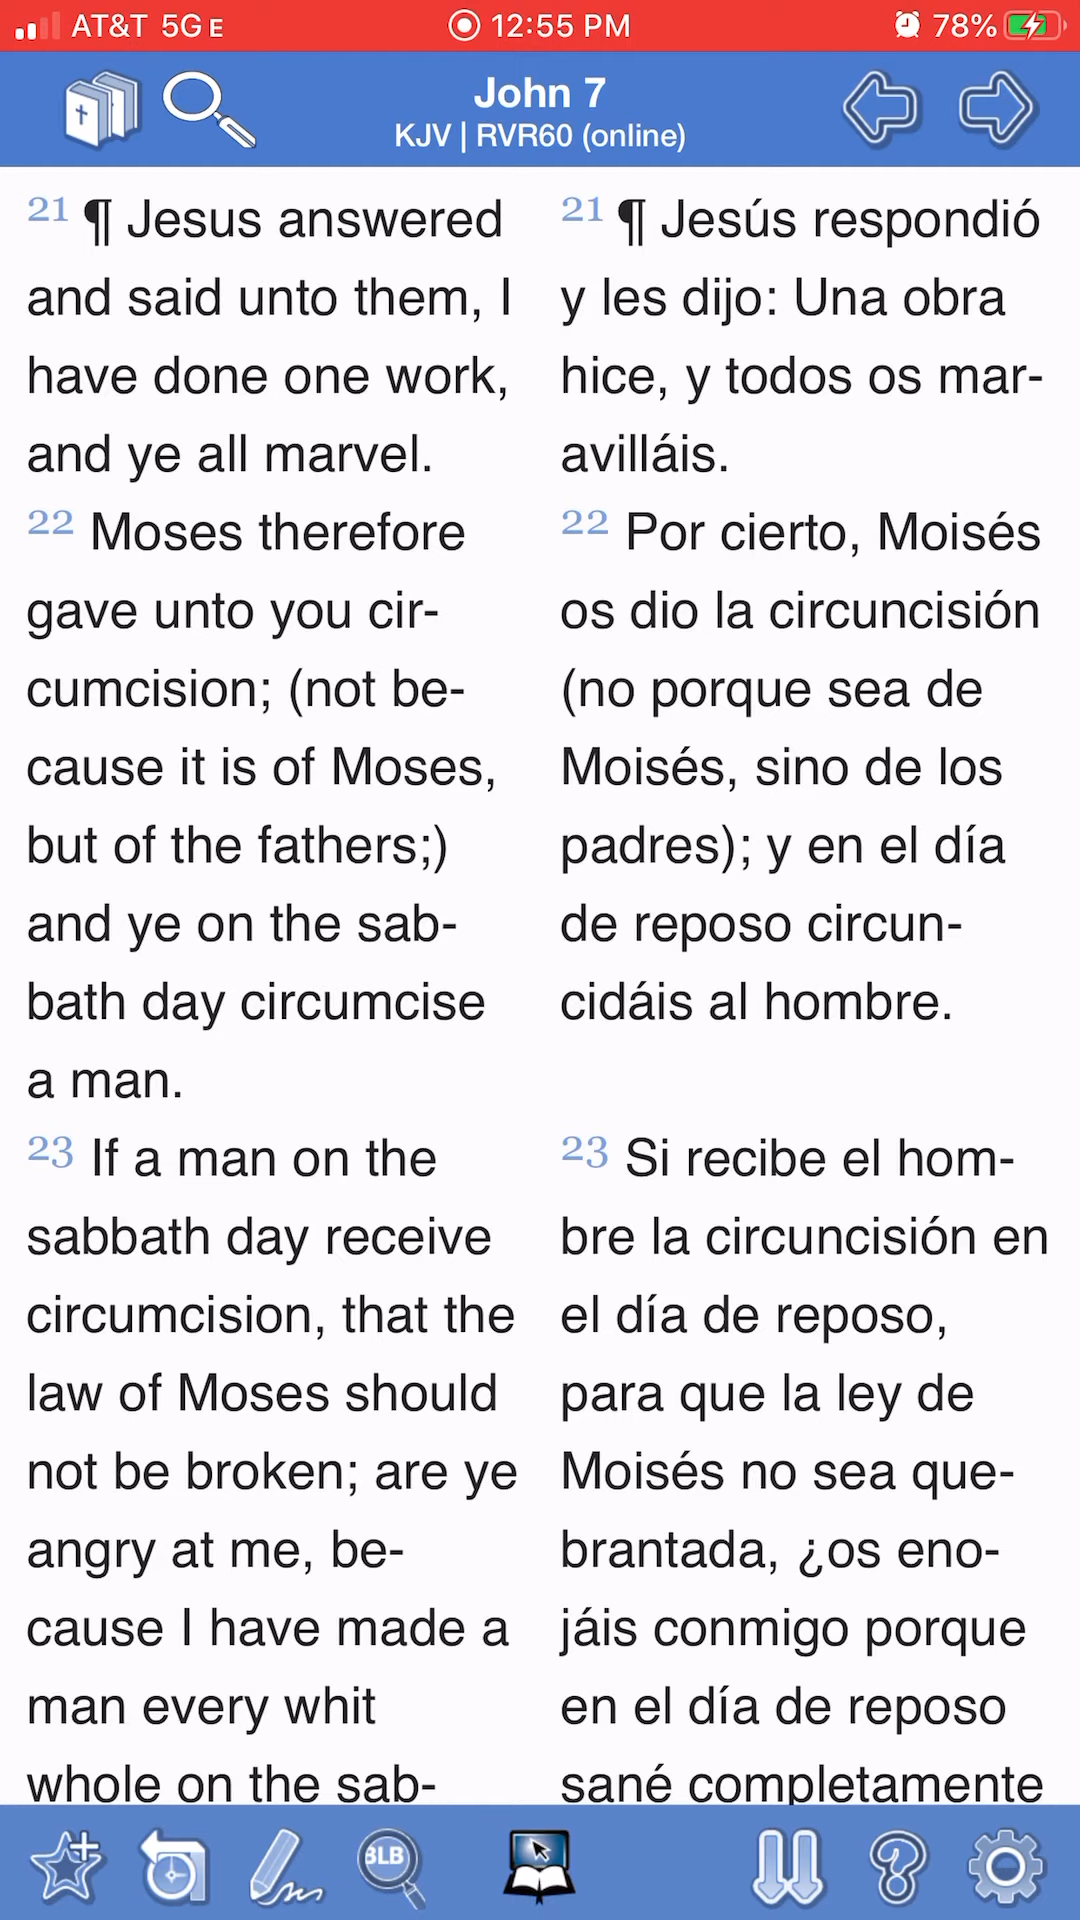 AT&T 5GE 12:55 PM 78%
John 7
KJV | RVR60 (online)
21 ¶ Jesus answered
and said unto them, I
have done one work,
and ye all marvel.
22 Moses therefore
gave unto you cir-
cumcision; (not be-
cause it is of Moses,
but of the fathers;)
and ye on the sab-
bath day circumcise
a man.
23 If a man on the
sabbath day receive
circumcision, that the
law of Moses should
not be broken; are ye
angry at me, be-
cause I have made a
man every whit
whole on the sab-
21 ¶ Jesús respondió
y les dijo: Una obra
hice, y todos os mar-
avilláis.
22 Por cierto, Moisés
os dio la circuncisión
(no porque sea de
Moisés, sino de los
padres); y en el día
de reposo circun-
cidáis al hombre.
23 Si recibe el hom-
bre la circuncisión en
el día de reposo,
para que la ley de
Moisés no sea que-
brantada, ¿os eno-
jáis conmigo porque
en el día de reposo
sané completamente
BLB